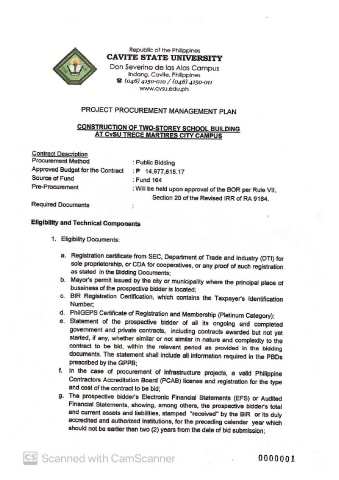 Republic of the Philippines
CAVITE STATE UNIVERSITY
Don Severino de las Alas Campus
Indang, Cavite, Philippines
☎ (046) 4150-010 / (046) 4150-011
www.cvsu.edu.ph
PROJECT PROCUREMENT MANAGEMENT PLAN
CONSTRUCTION OF TWO-STOREY SCHOOL BUILDING
AT CvSU TRECE MARTIRES CITY CAMPUS
Contract Description
Procurement Method : Public Bidding
Approved Budget for the Contract : ₱ 14,977,615.17
Source of Fund : Fund 164
Pre-Procurement : Will be held upon approval of the BOR per Rule VII,
Section 20 of the Revised IRR of RA 9184.
Required Documents :
Eligibility and Technical Components
1. Eligibility Documents:
a. Registration certificate from SEC, Department of Trade and Industry (DTI) for
sole proprietorship, or CDA for cooperatives, or any proof of such registration
as stated in the Bidding Documents;
b. Mayor's permit issued by the city or municipality where the principal place of
bussiness of the prospective bidder is located;
c. BIR Registration Certification, which contains the Taxpayer's Identification
Number;
d. PhilGEPS Certificate of Registration and Membership (Platinum Category);
e. Statement of the prospective bidder of all its ongoing and completed
government and private contracts, including contracts awarded but not yet
started, if any, whether similar or not similar in nature and complexity to the
contract to be bid, within the relevant period as provided in the bidding
documents. The statement shall include all information required in the PBDs
prescribed by the GPPB;
f. In the case of procurement of infrastructure projects, a valid Philippine
Contractors Accreditation Board (PCAB) license and registration for the type
and cost of the contract to be bid;
g. The prospective bidder's Electronic Financial Statements (EFS) or Audited
Financial Statements, showing, among others, the prospective bidder's total
and current assets and liabilities, stamped "received" by the BIR or its duly
accredited and authorized institutions, for the preceding calendar year which
should not be earlier than two (2) years from the date of bid submission;
CS Scanned with CamScanner
0000001